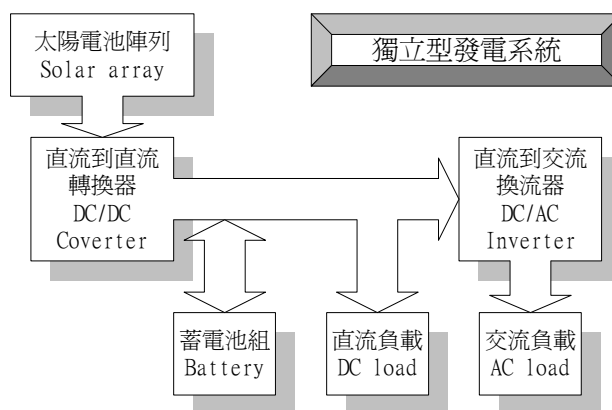 太陽電池陣列
Solar array
獨立型發電系統
直流到直流
轉換器
DC/DC
Coverter
直流到交流
換流器
DC/AC
Inverter
蓄電池組
Battery
直流負載
DC load
交流負載
AC load